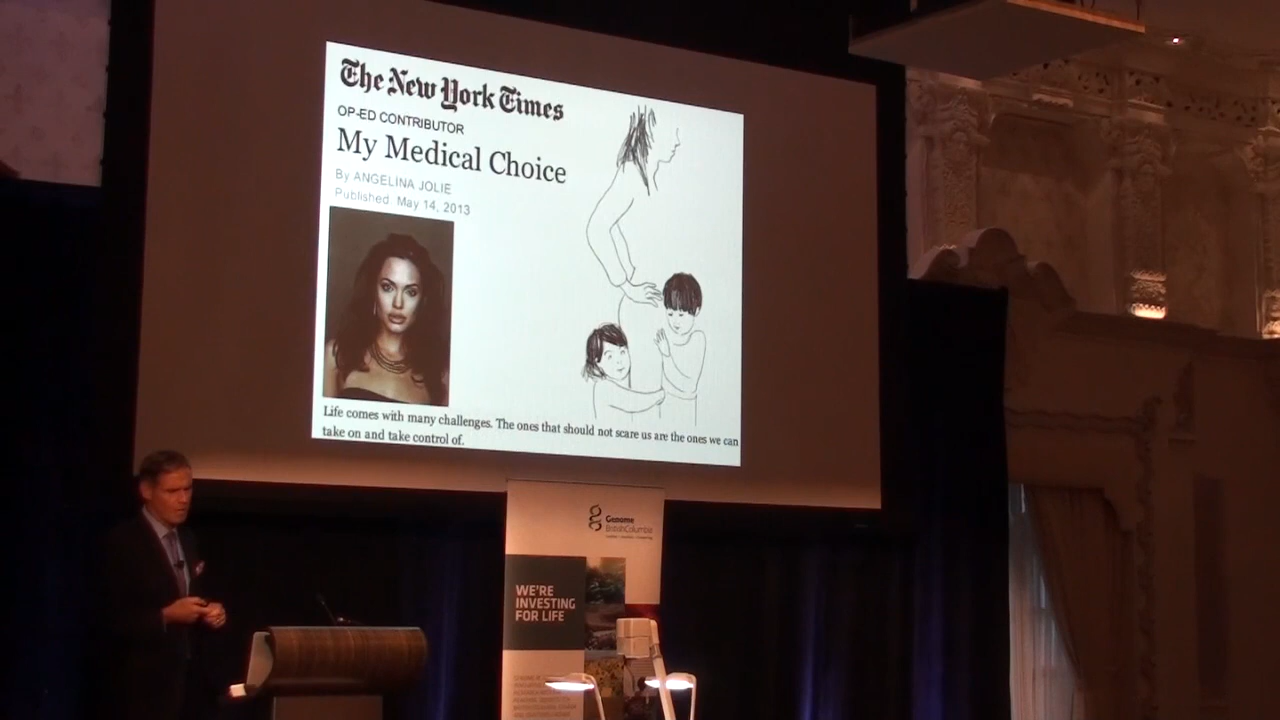 The New York Times
OP-ED CONTRIBUTOR
My Medical Choice
By ANGELINA JOLIE
Published: May 14, 2013
Life comes with many challenges. The ones that should not scare us are the ones we can
take on and take control of.
Genome
BritishColumbia
WE'RE
INVESTING
FOR LIFE